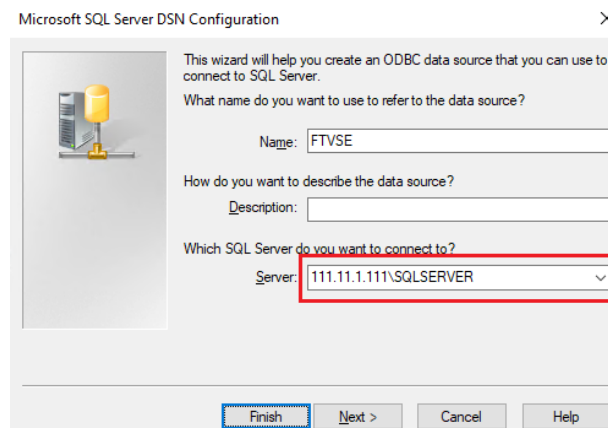 Microsoft SQL Server DSN Configuration
This wizard will help you create an ODBC data source that you can use to
connect to SQL Server.
What name do you want to use to refer to the data source?
Name: FTVSE
How do you want to describe the data source?
Description:
Which SQL Server do you want to connect to?
Server: 111.11.1.111\SQLSERVER
Finish Next > Cancel Help